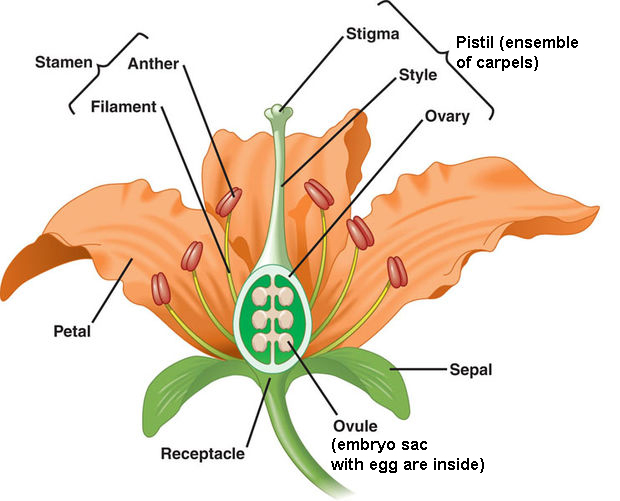 Stigma
Pistil (ensemble
of carpels)
Stamen
Anther
Style
Filament
Ovary
Petal
Sepal
Ovule
(embryo sac
with egg are inside)
Receptacle